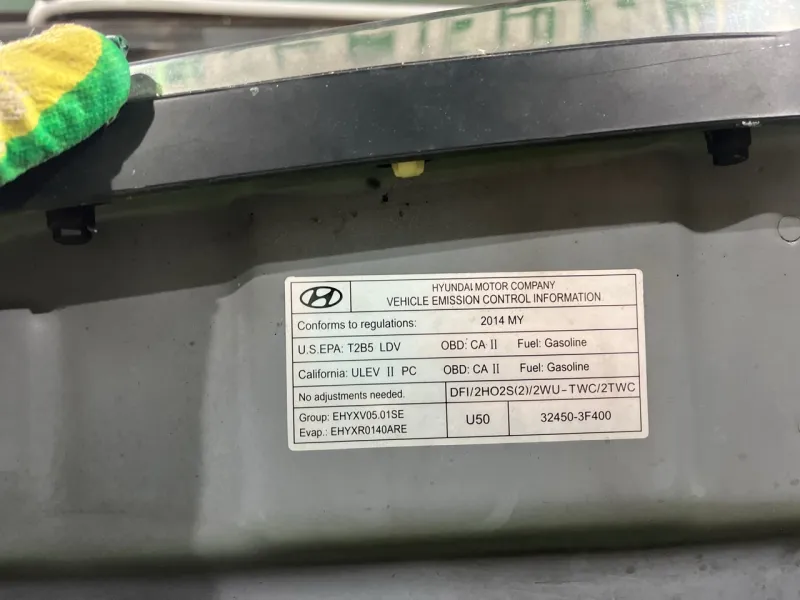 HYUNDAI MOTOR COMPANY
VEHICLE EMISSION CONTROL INFORMATION
Conforms to regulations: 2014 MY
U.S.EPA: T2B5 LDV OBD: CA II Fuel: Gasoline
California: ULEV II PC OBD: CA II Fuel: Gasoline
No adjustments needed. DFI/2HO2S(2)/2WU-TWC/2TWC
Group: EHYXV05.01SE
Evap.: EHYXR0140ARE
U50 32450-3F400